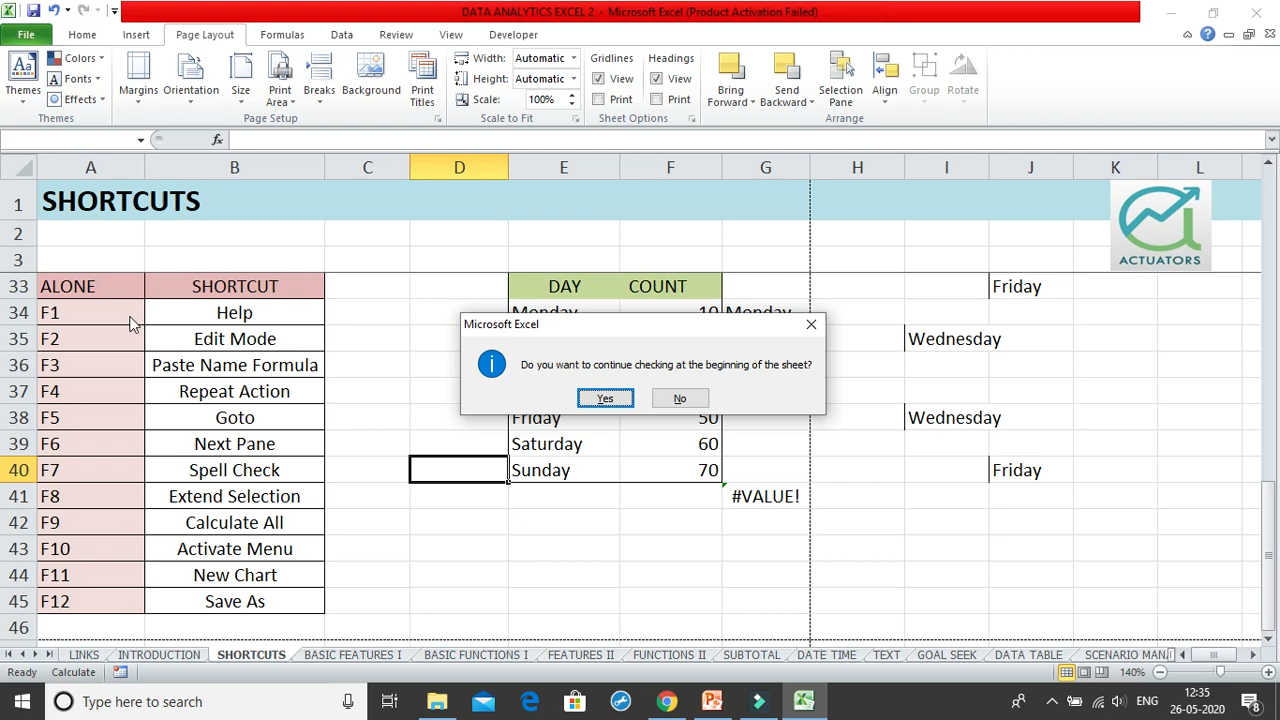 DATA ANALYTICS EXCEL 2 - Microsoft Excel (Product Activation Failed)
File Home Insert Page Layout Formulas Data Review View Developer
Themes
Colors
Fonts
Effects
Themes
Margins
Orientation
Size
Print Area
Breaks
Background
Print Titles
Page Setup
Width: Automatic
Height: Automatic
Scale: 100%
Scale to Fit
Gridlines Headings
View View
Print Print
Sheet Options
Bring Forward
Send Backward
Selection Pane
Align
Group
Rotate
Arrange
fx
A B C D E F G H I J K L
1 SHORTCUTS
ACTUATORS
2
3
33 ALONE SHORTCUT DAY COUNT Friday
34 F1 Help Monday 10 Monday
35 F2 Edit Mode Wednesday
36 F3 Paste Name Formula
37 F4 Repeat Action
38 F5 Goto Friday 50 Wednesday
39 F6 Next Pane Saturday 60
40 F7 Spell Check Sunday 70 Friday
41 F8 Extend Selection #VALUE!
42 F9 Calculate All
43 F10 Activate Menu
44 F11 New Chart
45 F12 Save As
46
Microsoft Excel
Do you want to continue checking at the beginning of the sheet?
Yes No
LINKS INTRODUCTION SHORTCUTS BASIC FEATURES I BASIC FUNCTIONS I FEATURES II FUNCTIONS II SUBTOTAL DATE TIME TEXT GOAL SEEK DATA TABLE SCENARIO MAN
Ready Calculate 140%
Type here to search
ENG
12:35
26-05-2020
8